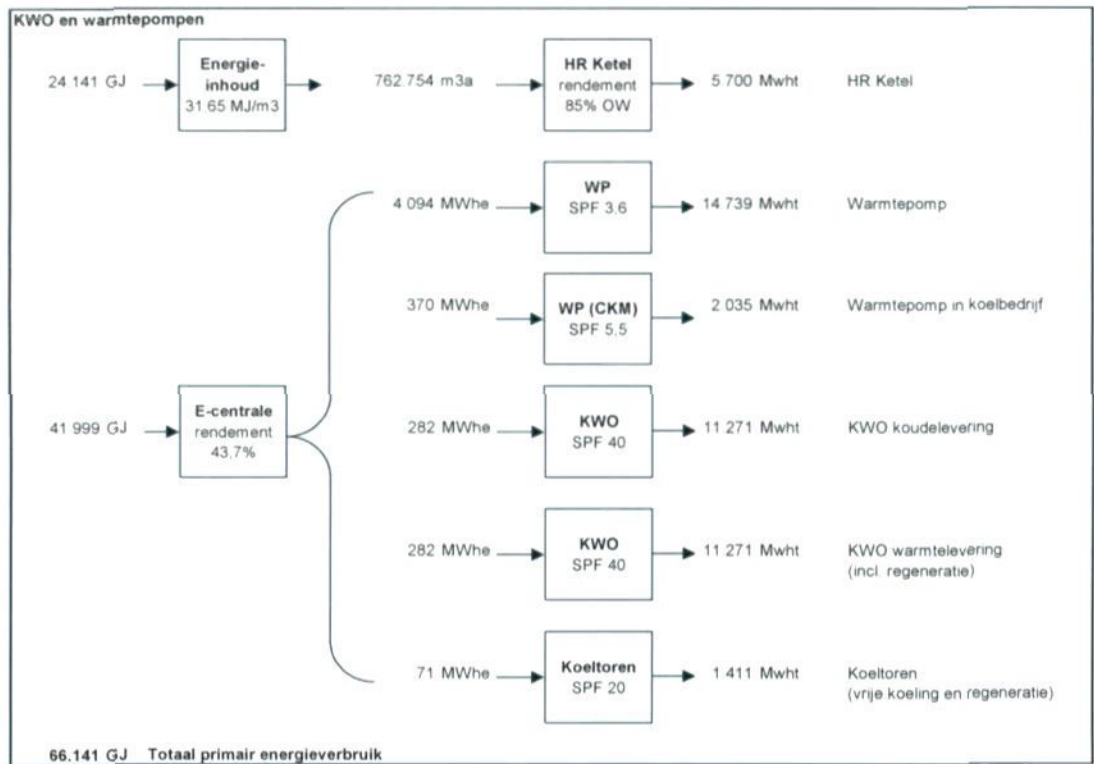 KWO en warmtepompen
24 141 GJ
Energie-
inhoud
31.65 MJ/m3
762.754 m3a
HR Ketel
rendement
85% OW
5 700 Mwht
HR Ketel
4 094 MWhe
WP
SPF 3,6
14 739 Mwht
Warmtepomp
370 MWhe
WP (CKM)
SPF 5,5
2 035 Mwht
Warmtepomp in koelbedrijf
41 999 GJ
E-centrale
rendement
43,7%
282 MWhe
KWO
SPF 40
11 271 Mwht
KWO koudelevering
282 MWhe
KWO
SPF 40
11 271 Mwht
KWO warmtelevering
(incl. regeneratie)
71 MWhe
Koeltoren
SPF 20
1 411 Mwht
Koeltoren
(vrije koeling en regeneratie)
66.141 GJ Totaal primair energieverbruik